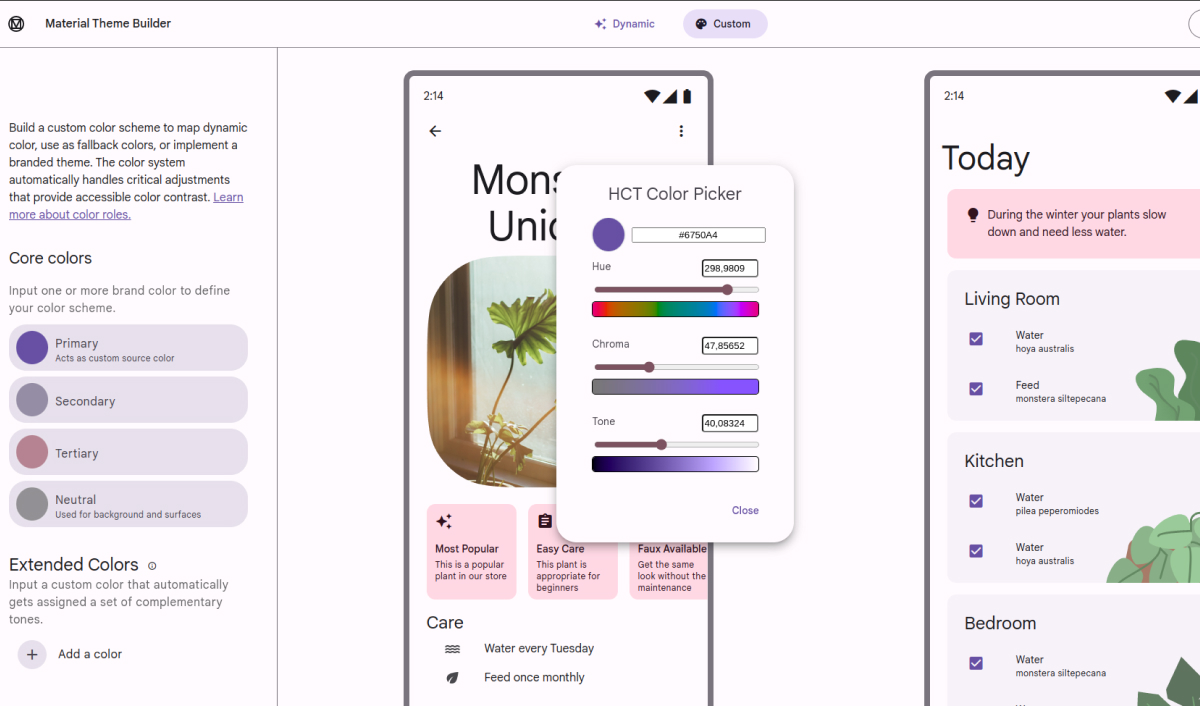 Material Theme Builder
Dynamic
Custom
Build a custom color scheme to map dynamic
color, use as fallback colors, or implement a
branded theme. The color system
automatically handles critical adjustments
that provide accessible color contrast. Learn
more about color roles.
Core colors
Input one or more brand color to define
your color scheme.
Primary
Acts as custom source color
Secondary
Tertiary
Neutral
Used for background and surfaces
Extended Colors
Input a custom color that automatically
gets assigned a set of complementary
tones.
Add a color
2:14
Most Popular
This is a popular
plant in our store
Easy Care
This plant is
appropriate for
beginners
Faux Available
Get the same
look without the
maintenance
Care
Water every Tuesday
Feed once monthly
HCT Color Picker
#6750A4
Hue
298,9809
Chroma
47,85652
Tone
40,08324
Close
2:14
Today
During the winter your plants slow
down and need less water.
Living Room
Water
hoya australis
Feed
monstera siltepecana
Kitchen
Water
pilea peperomiodes
Water
hoya australis
Bedroom
Water
monstera siltepecana